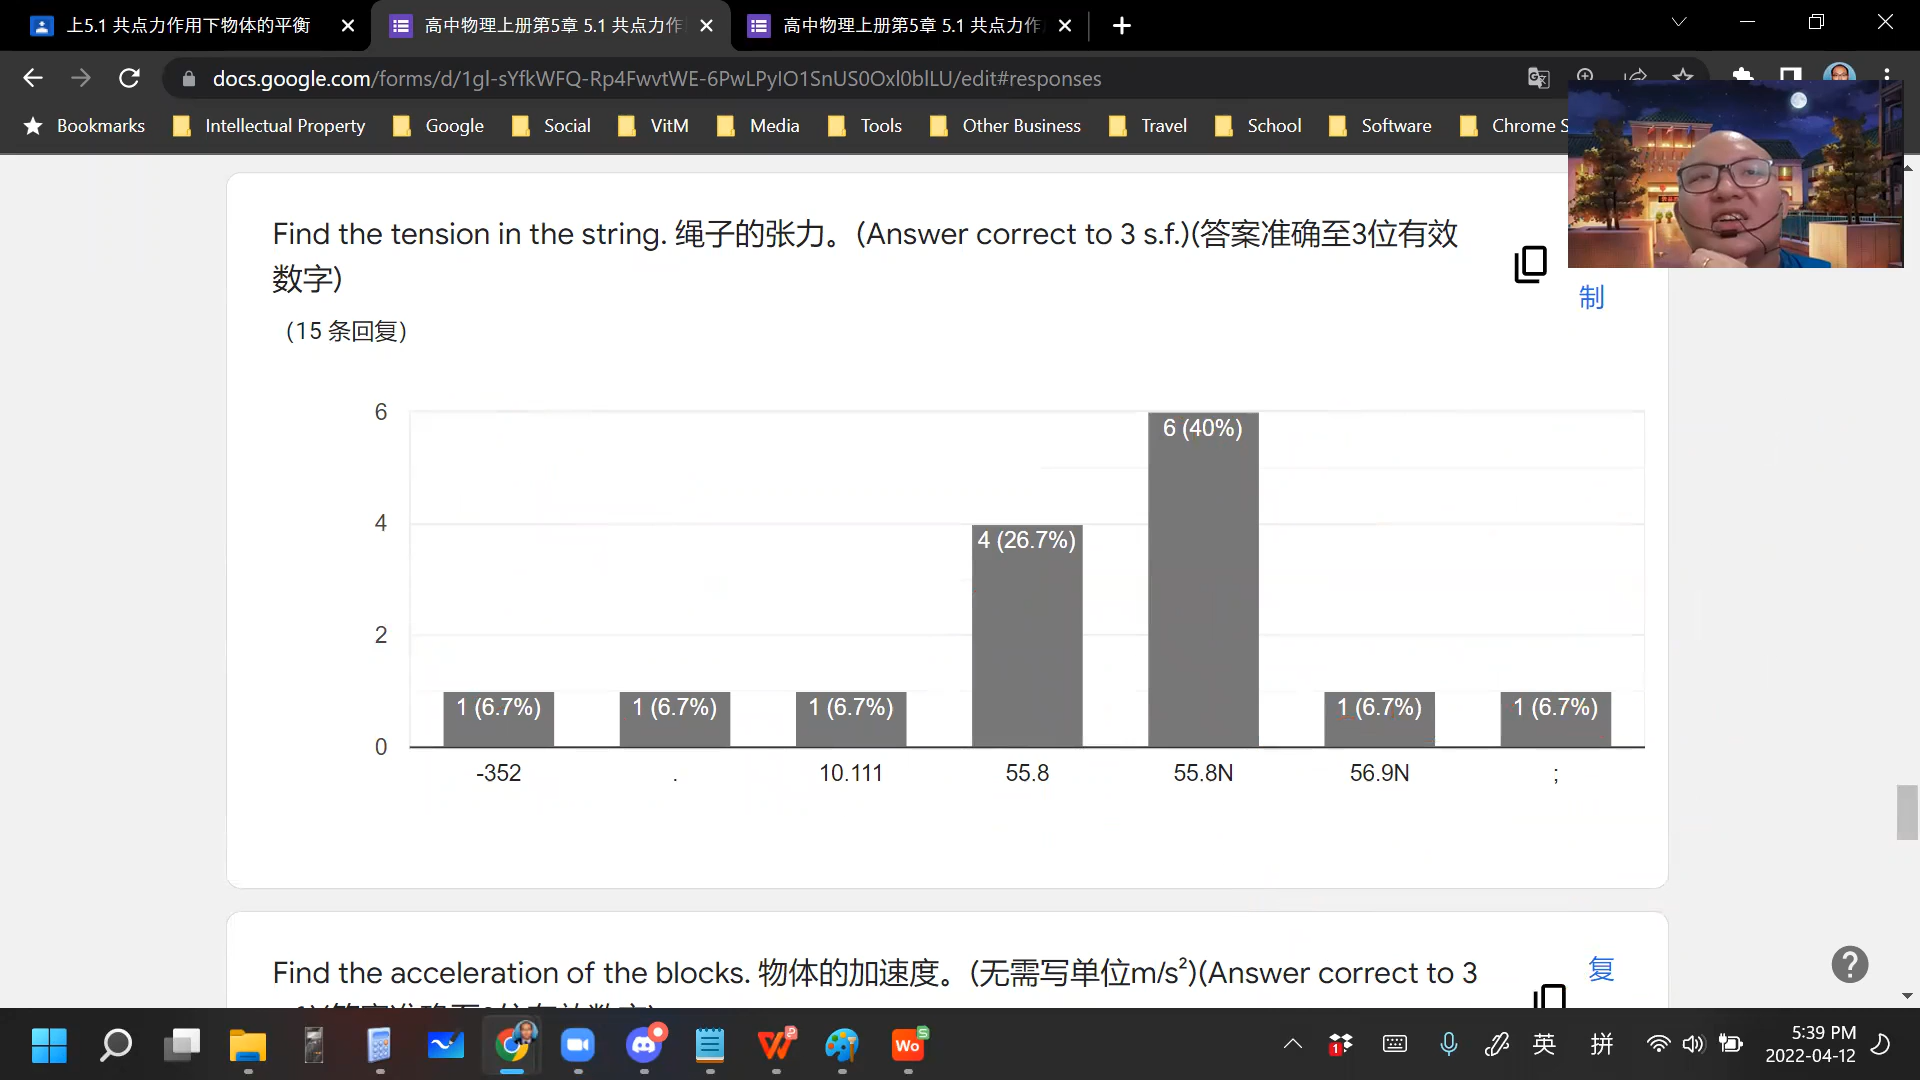 上5.1 共点力作用下物体的平衡
高中物理上册第5章 5.1 共点力作
高中物理上册第5章 5.1 共点力作
docs.google.com/forms/d/1gl-sYfkWFQ-Rp4FwvtWE-6PwLPyIO1SnUS0Oxl0blLU/edit#responses
Bookmarks Intellectual Property Google Social VitM Media Tools Other Business Travel School Software Chrome S
Find the tension in the string. 绳子的张力。(Answer correct to 3 s.f.)(答案准确至3位有效
数字)
制
（15 条回复）
6
6 (40%)
4
4 (26.7%)
2
1 (6.7%) 1 (6.7%) 1 (6.7%) 1 (6.7%) 1 (6.7%)
0
-352 . 10.111 55.8 55.8N 56.9N ;
Find the acceleration of the blocks. 物体的加速度。(无需写单位m/s²)(Answer correct to 3
复
?
Wo
1
英 拼
5:39 PM
2022-04-12